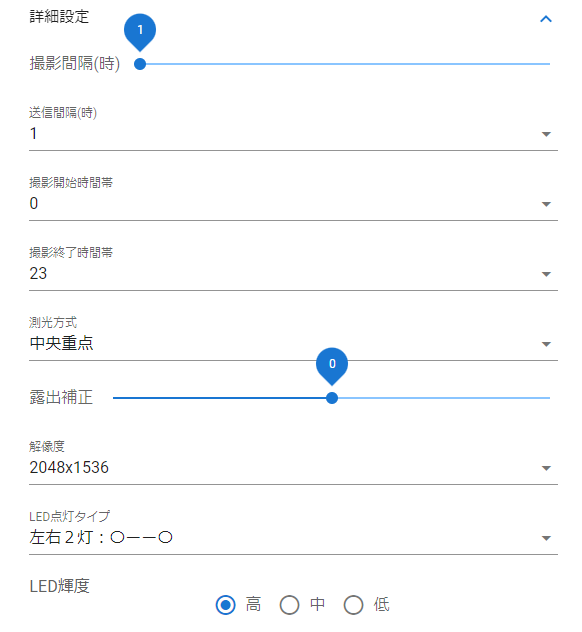 詳細設定
1
撮影間隔(時)
送信間隔(時)
1
撮影開始時間帯
0
撮影終了時間帯
23
測光方式
中央重点
0
露出補正
解像度
2048x1536
LED点灯タイプ
左右２灯：〇ーー〇
LED輝度
高 中 低